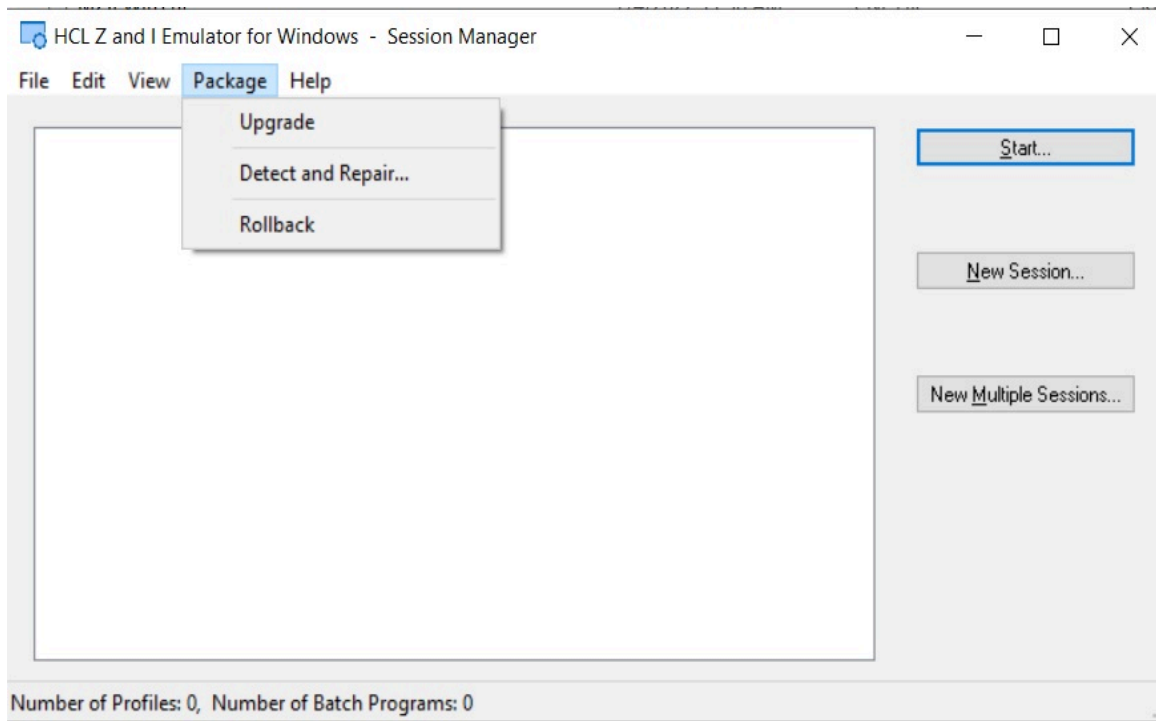 HCL Z and I Emulator for Windows - Session Manager
File Edit View Package Help
Upgrade
Detect and Repair...
Rollback
Start...
New Session...
New Multiple Sessions...
Number of Profiles: 0, Number of Batch Programs: 0